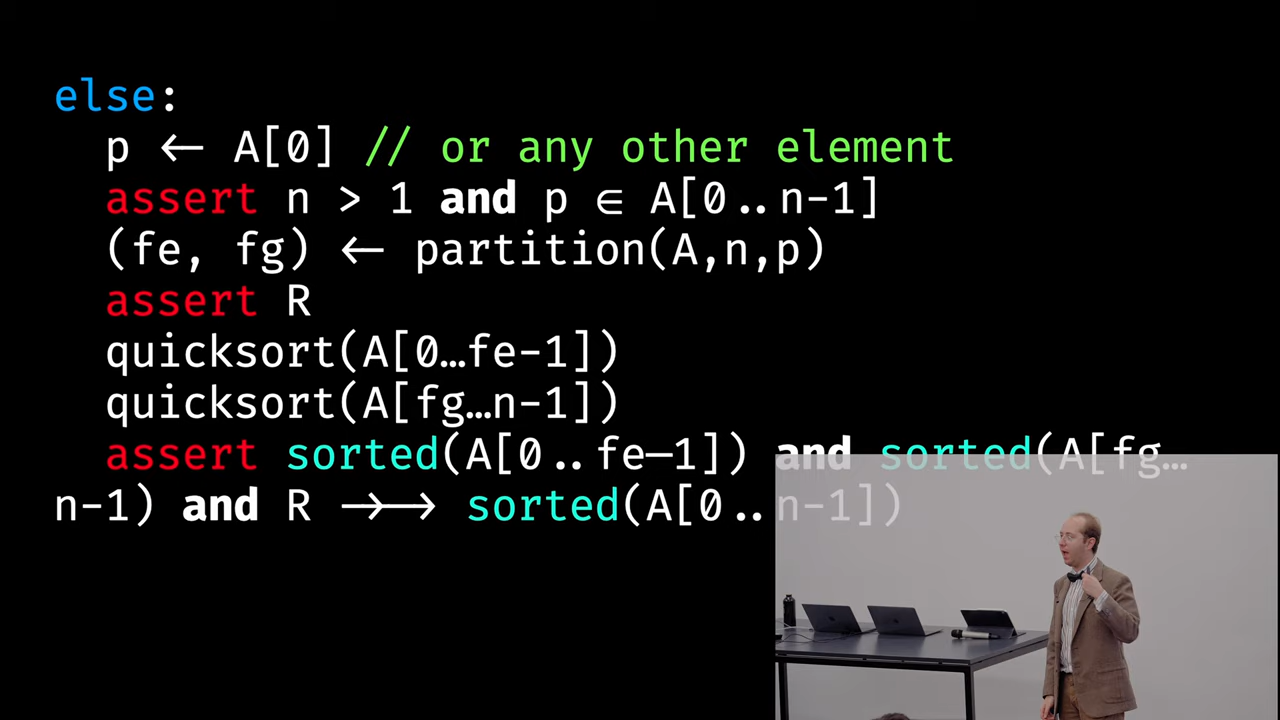 else:
p ← A[0] // or any other element
assert n > 1 and p ∈ A[0..n-1]
(fe, fg) ← partition(A,n,p)
assert R
quicksort(A[0…fe-1])
quicksort(A[fg…n-1])
assert sorted(A[0..fe–1]) and sorted(A[fg…
n-1) and R →→ sorted(A[0..n-1])